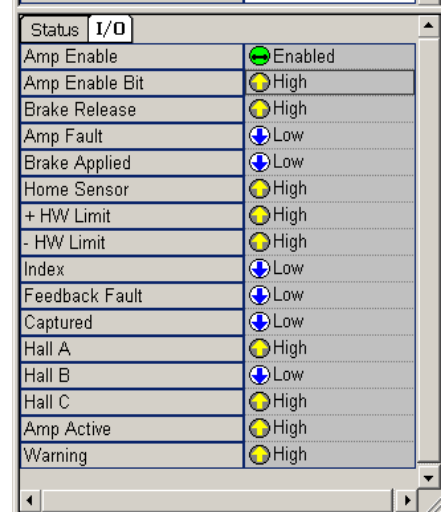 Status I/O
Amp Enable Enabled
Amp Enable Bit High
Brake Release High
Amp Fault Low
Brake Applied Low
Home Sensor High
+ HW Limit High
- HW Limit High
Index Low
Feedback Fault Low
Captured Low
Hall A High
Hall B Low
Hall C High
Amp Active High
Warning High